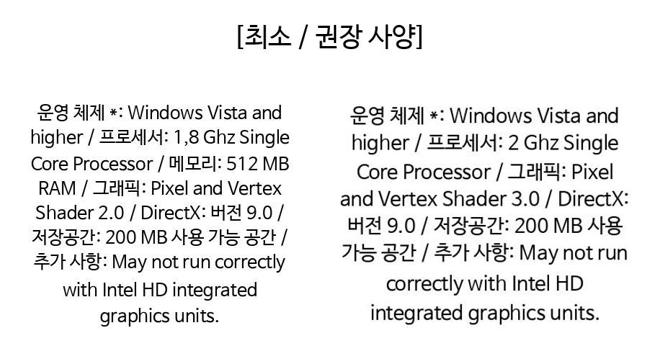 [최소 / 권장 사양]
운영 체제 *: Windows Vista and
higher / 프로세서: 1,8 Ghz Single
Core Processor / 메모리: 512 MB
RAM / 그래픽: Pixel and Vertex
Shader 2.0 / DirectX: 버전 9.0 /
저장공간: 200 MB 사용 가능 공간 /
추가 사항: May not run correctly
with Intel HD integrated
graphics units.
운영 체제 *: Windows Vista and
higher / 프로세서: 2 Ghz Single
Core Processor / 그래픽: Pixel
and Vertex Shader 3.0 / DirectX:
버전 9.0 / 저장공간: 200 MB 사용
가능 공간 / 추가 사항: May not run
correctly with Intel HD
integrated graphics units.